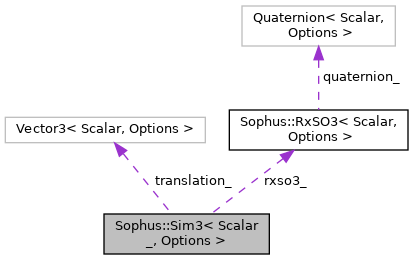 Quaternion< Scalar,
Options >
quaternion_
Vector3< Scalar, Options >
Sophus::RxSO3< Scalar,
Options >
translation_
rxso3_
Sophus::Sim3< Scalar
_, Options >